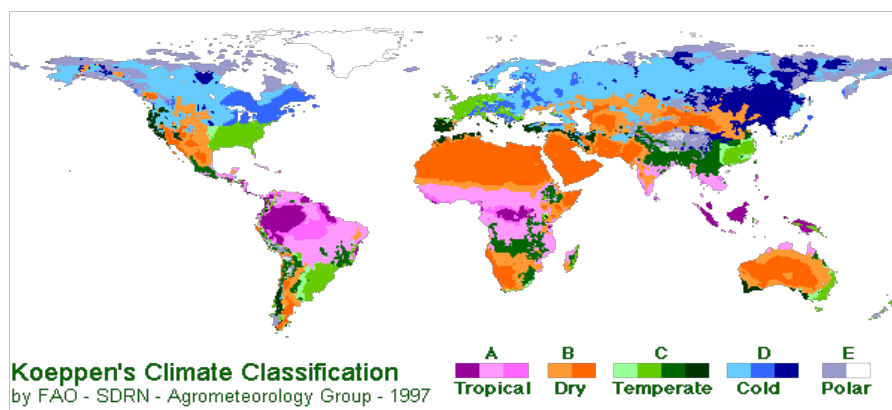 Koeppen's Climate Classification
by FAO - SDRN - Agrometeorology Group - 1997
A B C D E
Tropical Dry Temperate Cold Polar